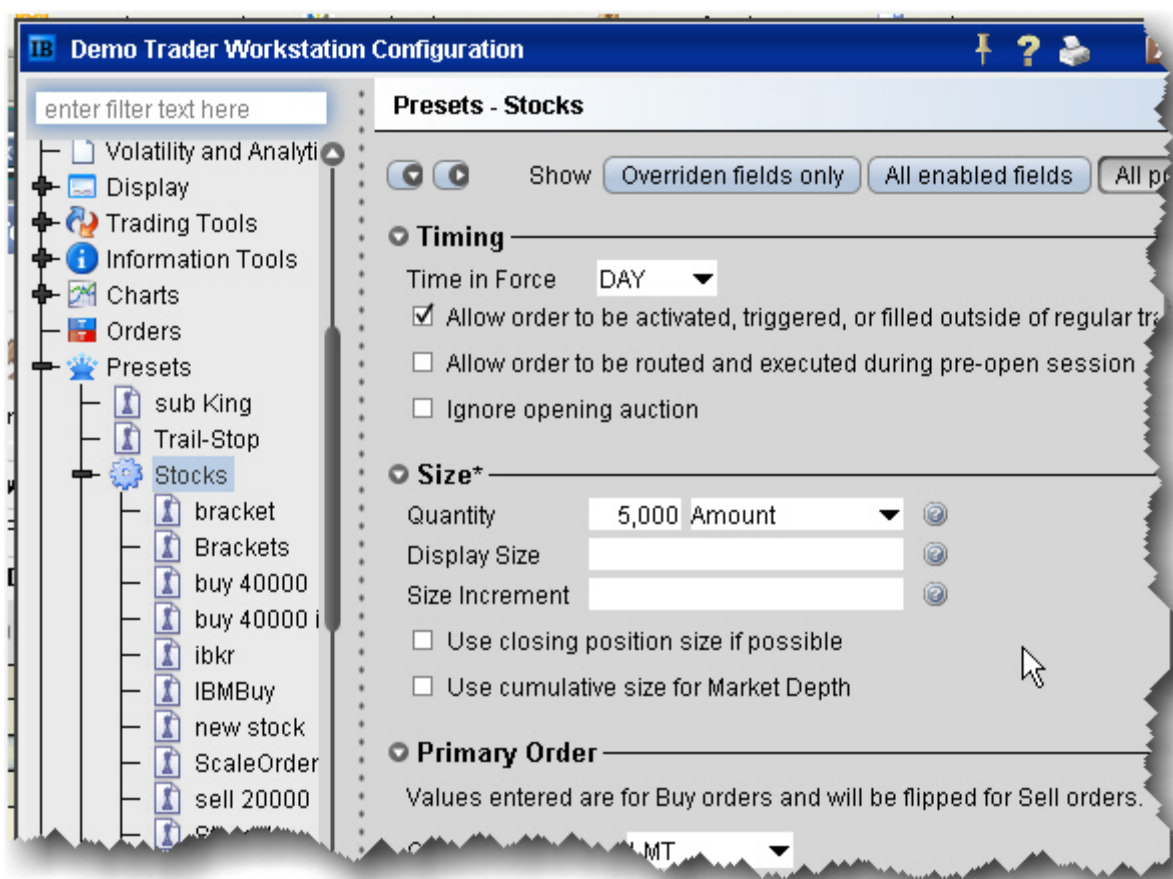 IB Demo Trader Workstation Configuration
enter filter text here
Volatility and Analyti
Display
Trading Tools
Information Tools
Charts
Orders
Presets
sub King
Trail-Stop
Stocks
bracket
Brackets
buy 40000
buy 40000 i
ibkr
IBMBuy
new stock
ScaleOrder
sell 20000
Presets - Stocks
Show Overriden fields only All enabled fields All
Timing
Time in Force DAY
Allow order to be activated, triggered, or filled outside of regular
Allow order to be routed and executed during pre-open session
Ignore opening auction
Size*
Quantity 5,000 Amount
Display Size
Size Increment
Use closing position size if possible
Use cumulative size for Market Depth
Primary Order
Values entered are for Buy orders and will be flipped for Sell orders.